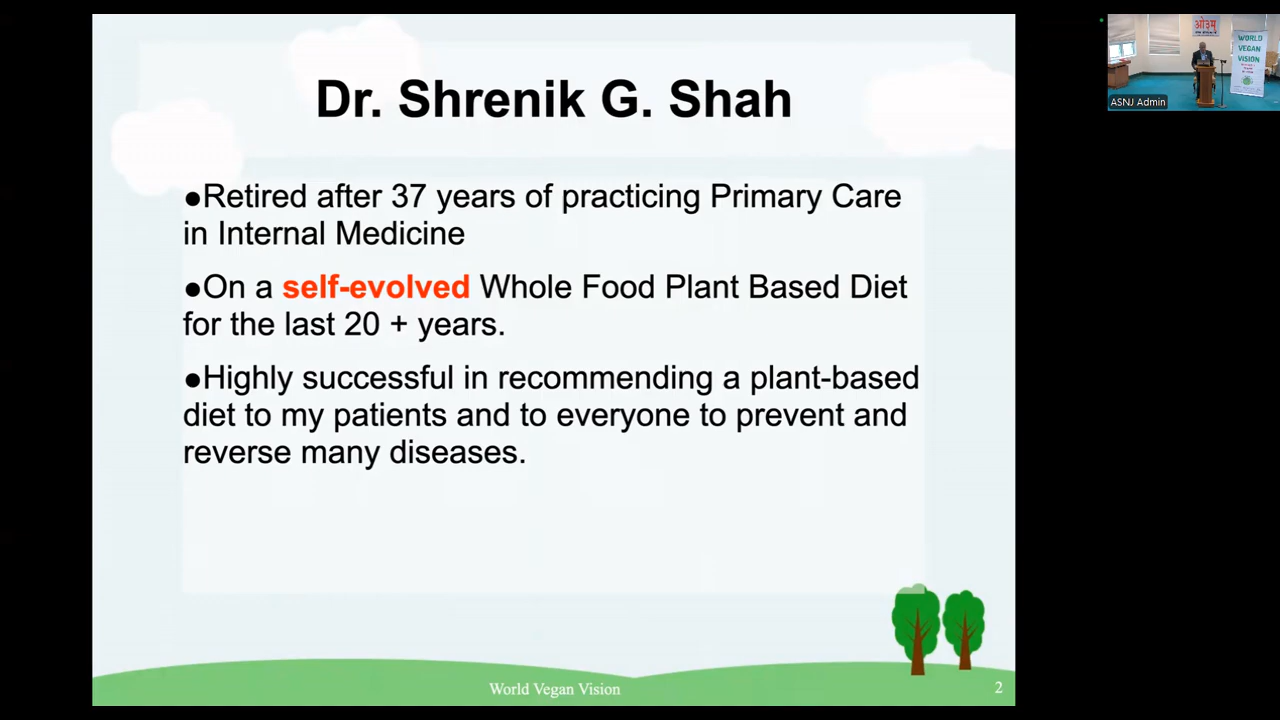 Dr. Shrenik G. Shah
●Retired after 37 years of practicing Primary Care
in Internal Medicine
●On a self-evolved Whole Food Plant Based Diet
for the last 20 + years.
●Highly successful in recommending a plant-based
diet to my patients and to everyone to prevent and
reverse many diseases.
World Vegan Vision
2
ओ३म्
WORLD
VEGAN
VISION
ASNJ Admin